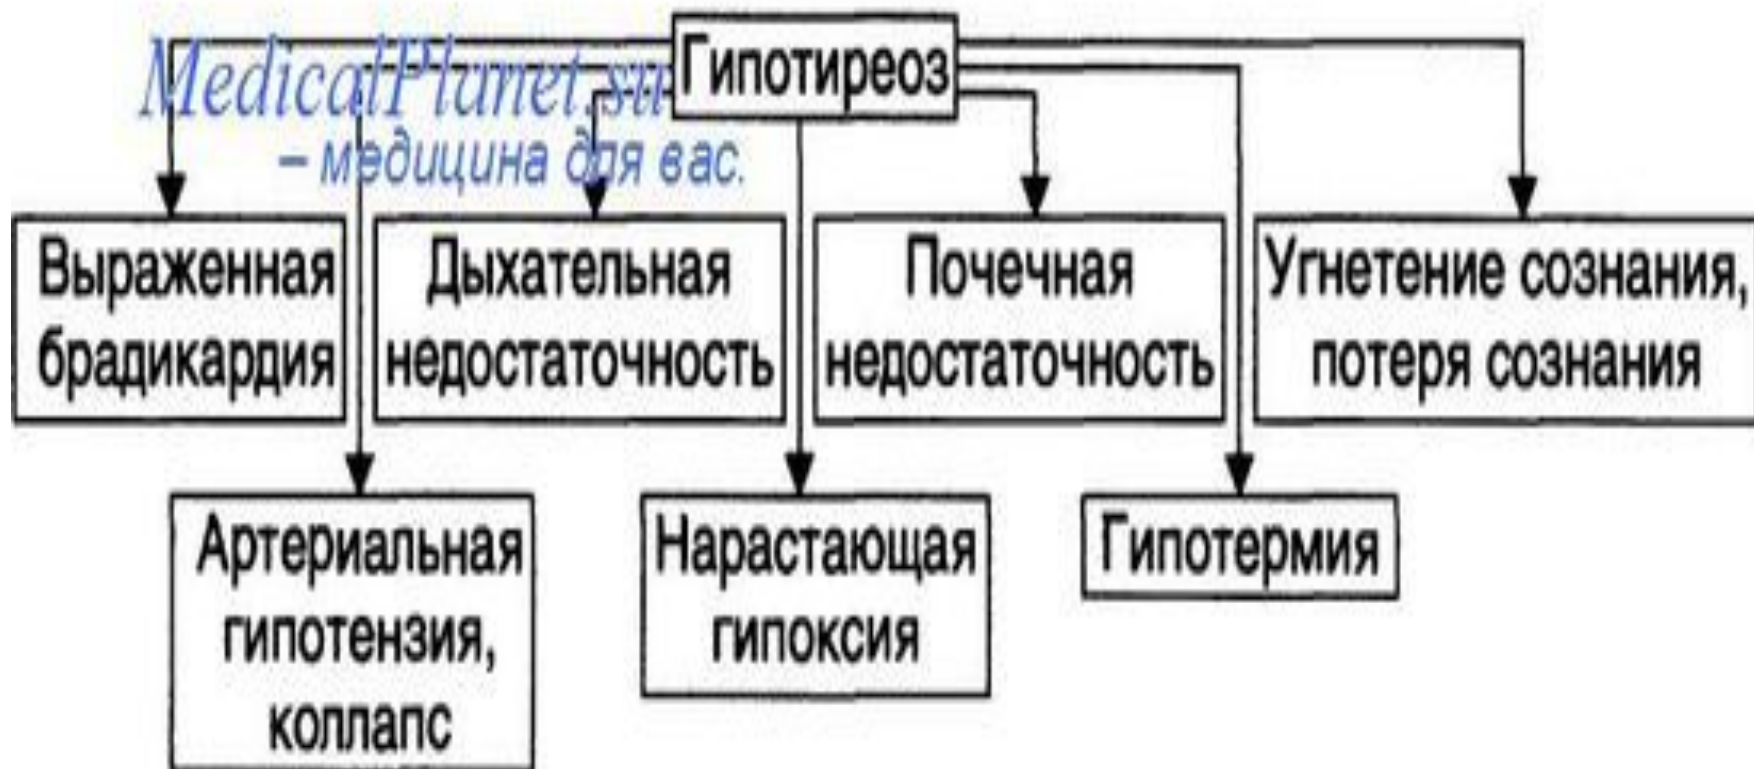 Гипотиреоз
MedicalPlanet.su
– медицина для вас.
Выраженная
брадикардия
Дыхательная
недостаточность
Почечная
недостаточность
Угнетение сознания,
потеря сознания
Артериальная
гипотензия,
коллапс
Нарастающая
гипоксия
Гипотермия